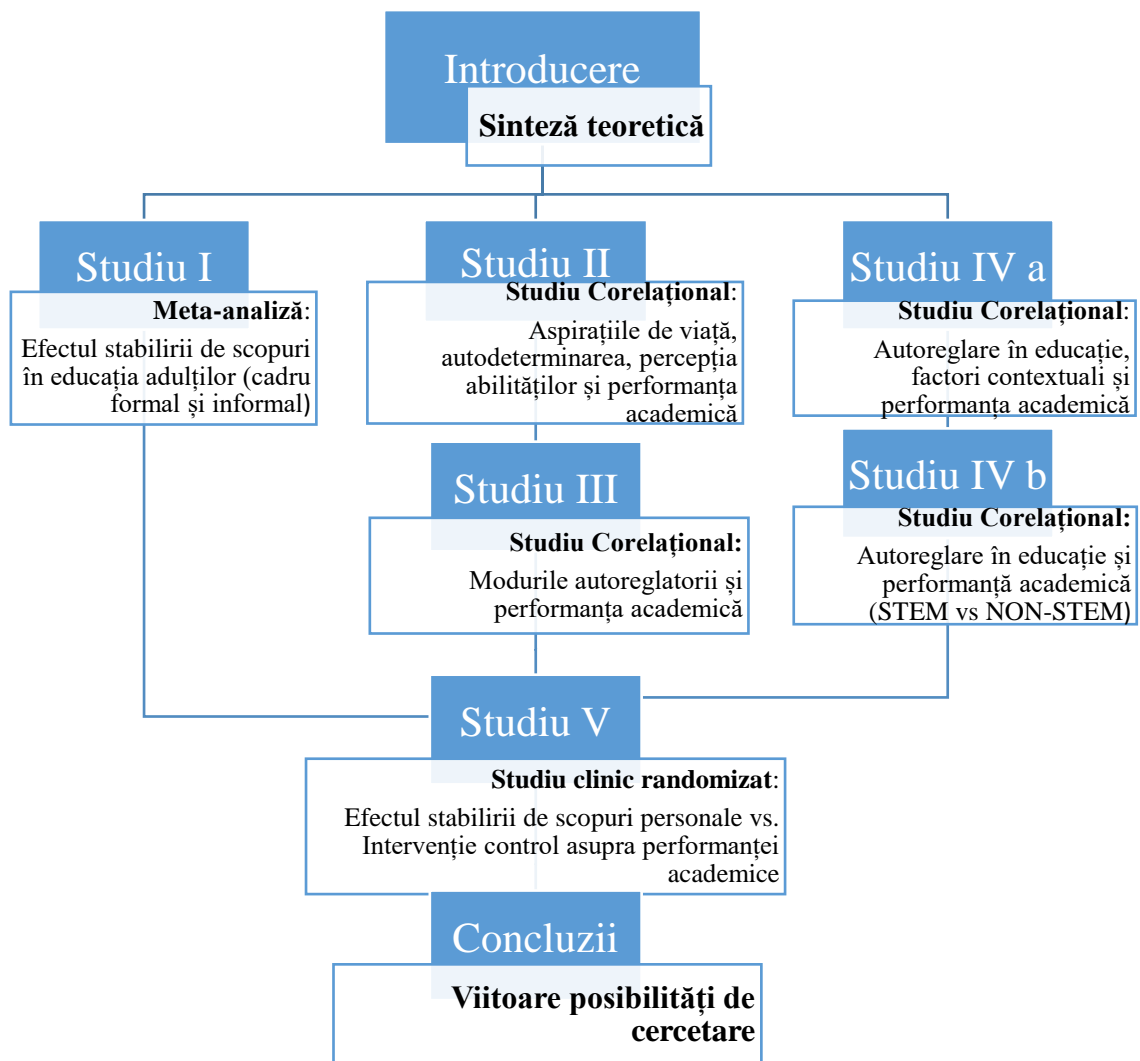 Introducere
Sinteză teoretică
Studiu I
Meta-analiză:
Efectul stabilirii de scopuri
în educația adulților (cadru
formal și informal)
Studiu II
Studiu Corelațional:
Aspirațiile de viață,
autodeterminarea, percepția
abilităților și performanța
academică
Studiu IV a
Studiu Corelațional:
Autoreglare în educație,
factori contextuali și
performanța academică
Studiu III
Studiu Corelațional:
Modurile autoreglatorii și
performanța academică
Studiu IV b
Studiu Corelațional:
Autoreglare în educație și
performanță academică
(STEM vs NON-STEM)
Studiu V
Studiu clinic randomizat:
Efectul stabilirii de scopuri personale vs.
Intervenție control asupra performanței
academice
Concluzii
Viitoare posibilități de
cercetare